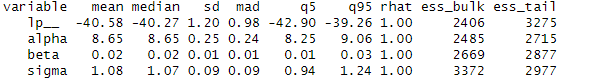 variable mean median sd mad q5 q95 rhat ess_bulk ess_tail
lp__ -40.58 -40.27 1.20 0.98 -42.90 -39.26 1.00 2406 3275
alpha 8.65 8.65 0.25 0.24 8.25 9.06 1.00 2485 2715
beta 0.02 0.02 0.01 0.01 0.01 0.03 1.00 2669 2877
sigma 1.08 1.07 0.09 0.09 0.94 1.24 1.00 3372 2977